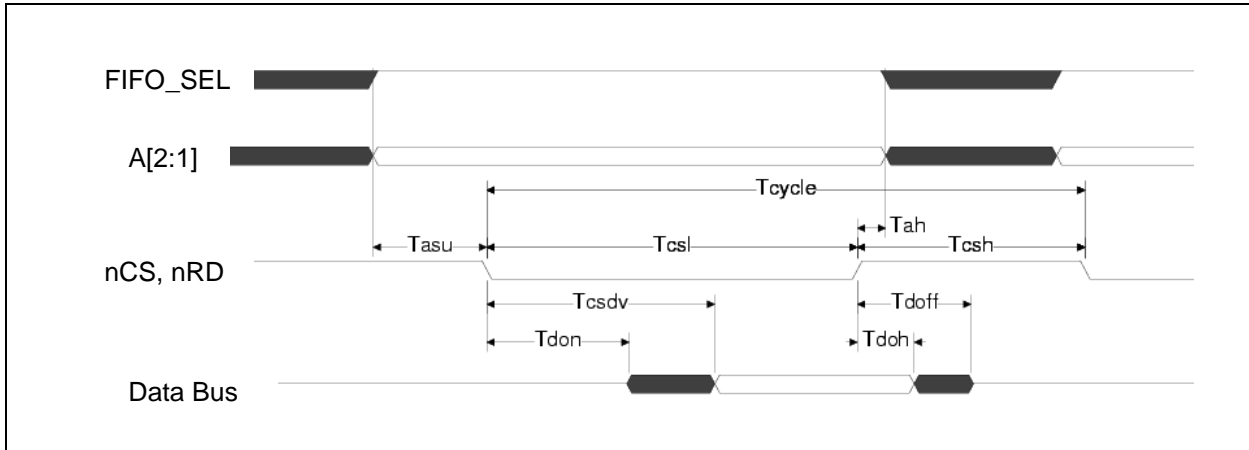 FIFO_SEL
A[2:1]
Tcycle
Tah
Tasu
Tcsl
Tcsh
nCS, nRD
Tcsdv
Tdoff
Tdon
Tdoh
Data Bus